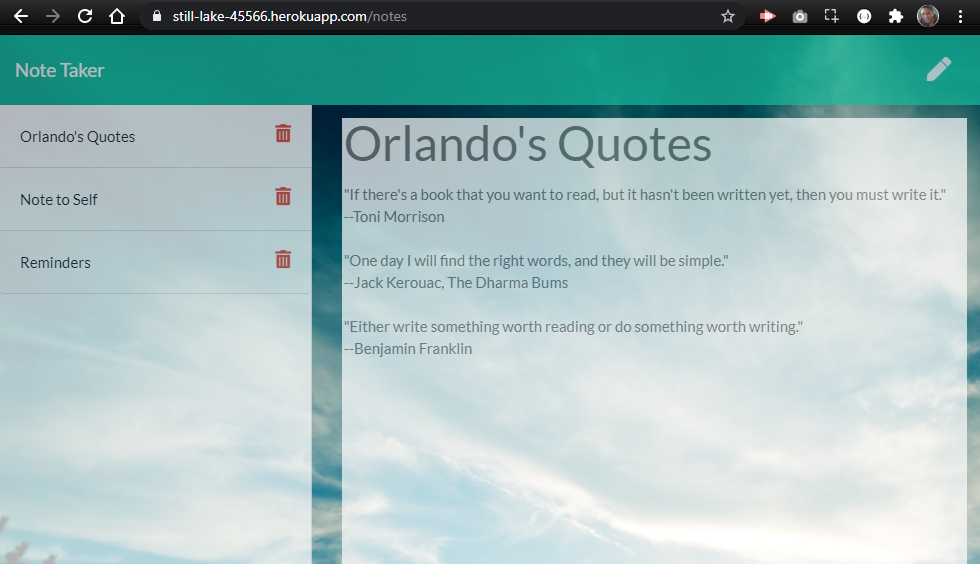 still-lake-45566.herokuapp.com/notes
Note Taker
Orlando's Quotes
Note to Self
Reminders
Orlando's Quotes
"If there's a book that you want to read, but it hasn't been written yet, then you must write it."
--Toni Morrison
"One day I will find the right words, and they will be simple."
--Jack Kerouac, The Dharma Bums
"Either write something worth reading or do something worth writing."
--Benjamin Franklin